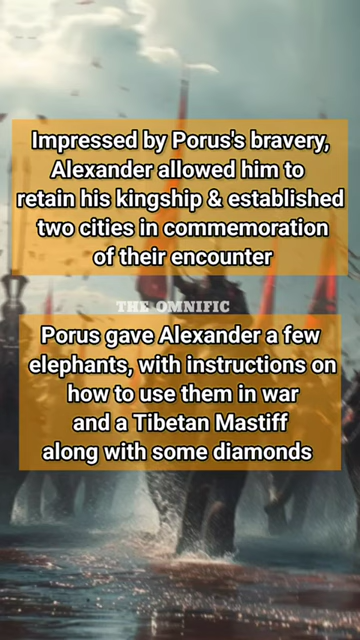 Impressed by Porus's bravery,
Alexander allowed him to
retain his kingship & established
two cities in commemoration
of their encounter
THE OMNIFIC
Porus gave Alexander a few
elephants, with instructions on
how to use them in war
and a Tibetan Mastiff
along with some diamonds